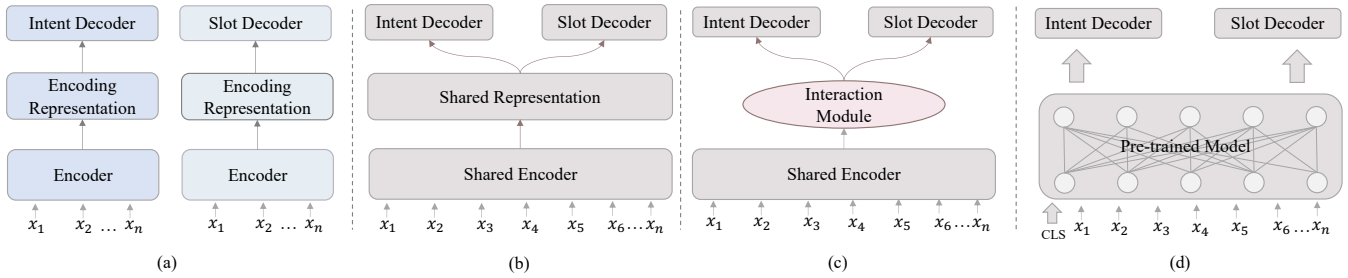 Intent Decoder
Encoding
Representation
Encoder
x1 x2 ... xn
Slot Decoder
Encoding
Representation
Encoder
x1 x2 ... xn
(a)
Intent Decoder
Slot Decoder
Shared Representation
Shared Encoder
x1 x2 x3 x4 x5 x6 ... xn
(b)
Intent Decoder
Slot Decoder
Interaction
Module
Shared Encoder
x1 x2 x3 x4 x5 x6 ... xn
(c)
Intent Decoder
Slot Decoder
Pre-trained Model
CLS x1 x2 x3 x4 x5 x6 ... xn
(d)